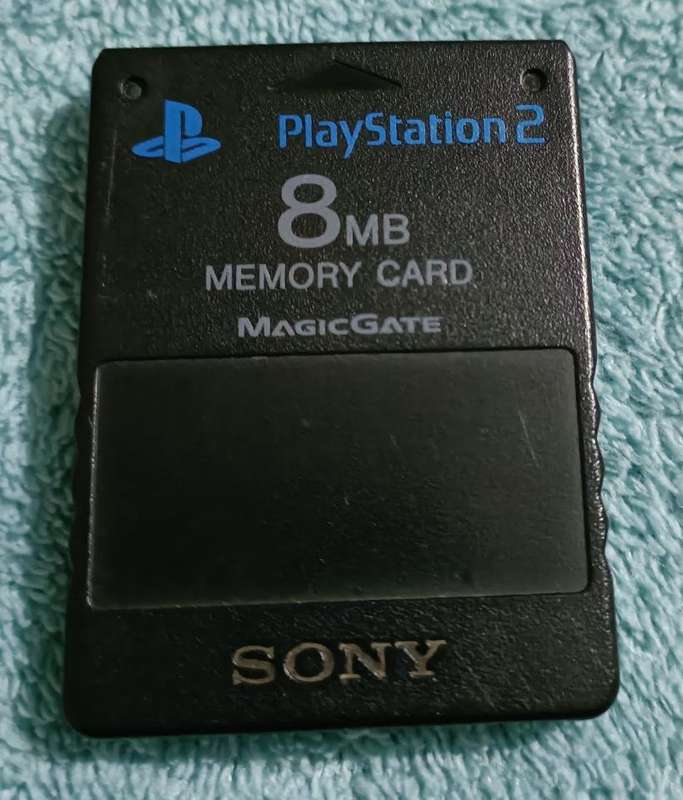 PlayStation 2
8MB
MEMORY CARD
MAGICGATE
SONY